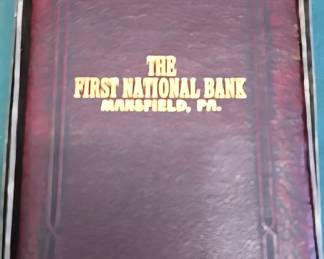 THE
FIRST NATIONAL BANK
MANSFIELD, PA.